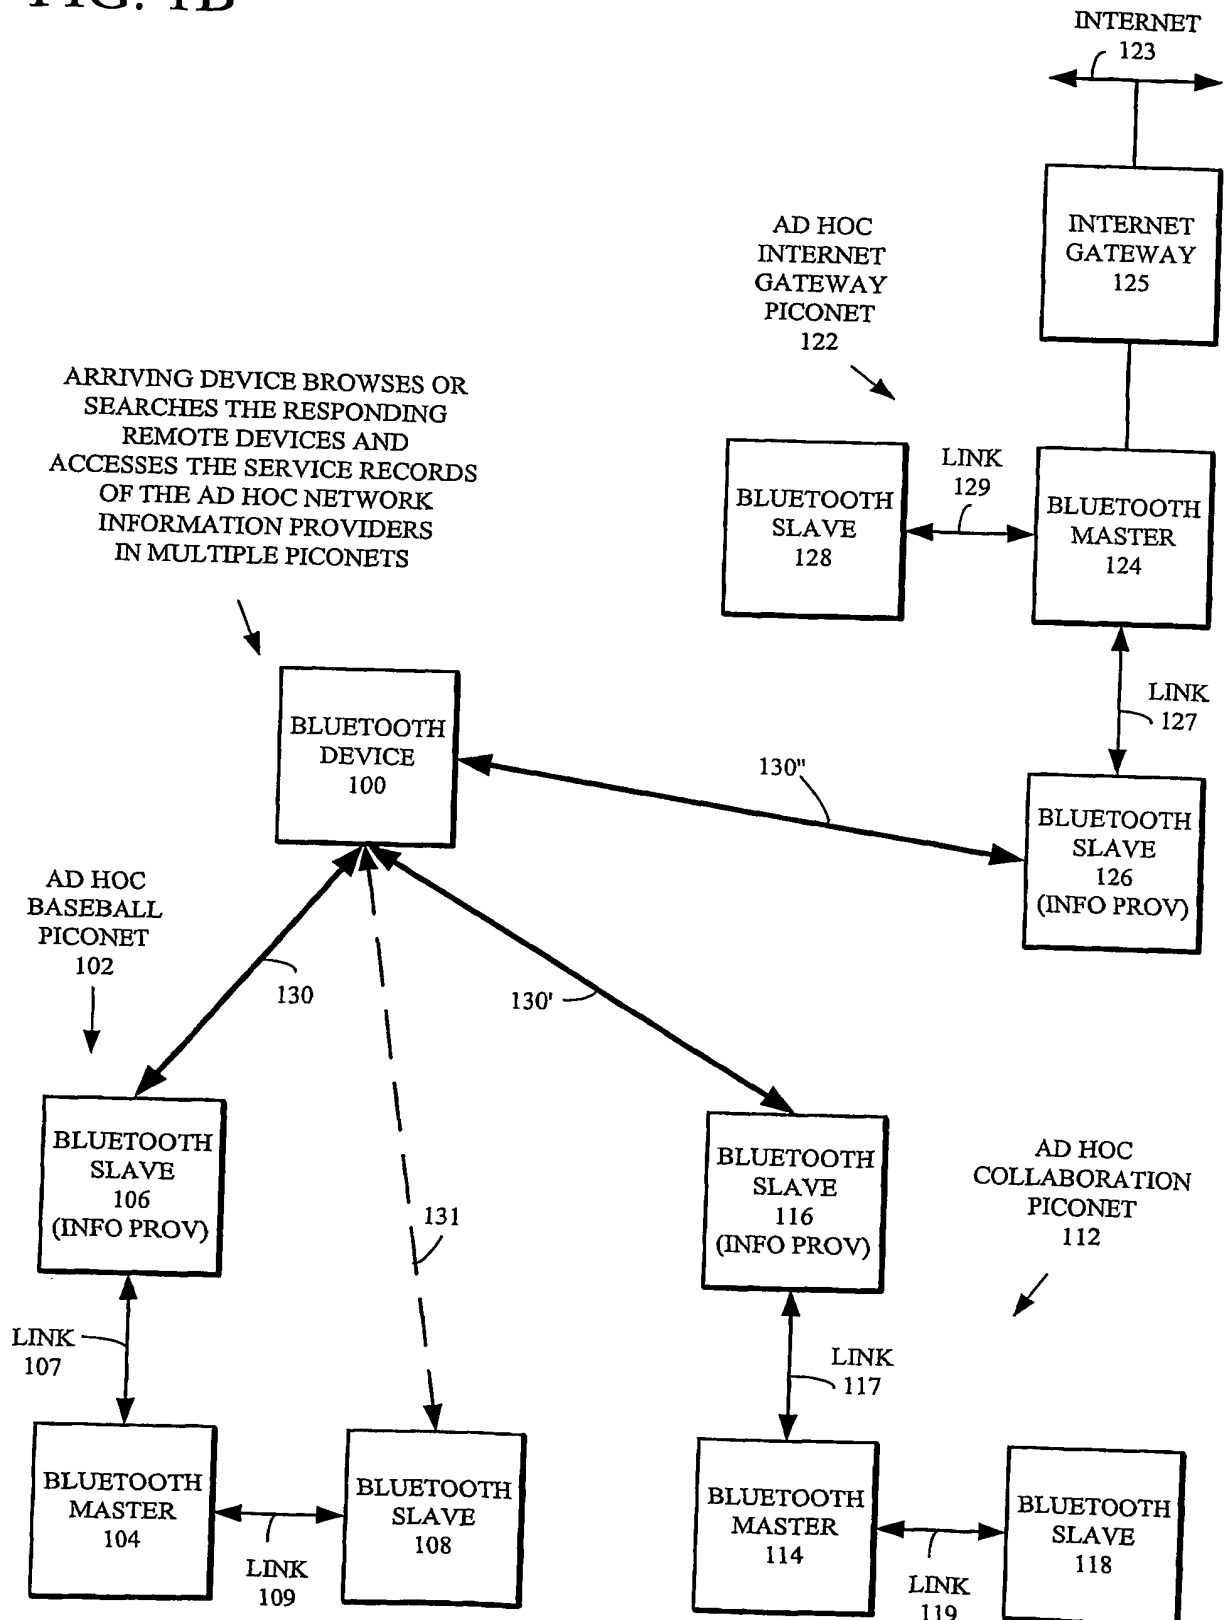 FIG. 1B
INTERNET
123
INTERNET
GATEWAY
125
AD HOC
INTERNET
GATEWAY
PICONET
122
ARRIVING DEVICE BROWSES OR
SEARCHES THE RESPONDING
REMOTE DEVICES AND
ACCESSES THE SERVICE RECORDS
OF THE AD HOC NETWORK
INFORMATION PROVIDERS
IN MULTIPLE PICONETS
BLUETOOTH
SLAVE
128
LINK
129
BLUETOOTH
MASTER
124
LINK
127
BLUETOOTH
DEVICE
100
130"
BLUETOOTH
SLAVE
126
(INFO PROV)
AD HOC
BASEBALL
PICONET
102
130
130'
BLUETOOTH
SLAVE
106
(INFO PROV)
131
BLUETOOTH
SLAVE
116
(INFO PROV)
AD HOC
COLLABORATION
PICONET
112
LINK
107
LINK
117
BLUETOOTH
MASTER
104
LINK
109
BLUETOOTH
SLAVE
108
BLUETOOTH
MASTER
114
LINK
119
BLUETOOTH
SLAVE
118